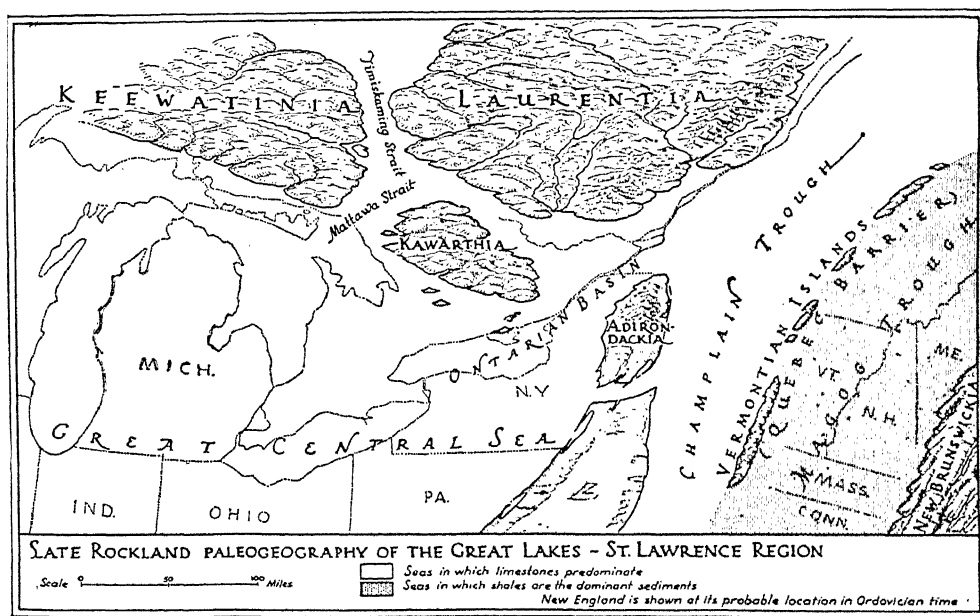 KEEWATINIA
LAURENTIA
Timiskaming Strait
Mattawa Strait
KAWARTHIA
ONTARIAN BASIN
ADIRON-
DACKIA
CHAMPLAIN TROUGH
VERMONTIAN ISLANDS
(QUEBEC BARRIER)
MAGOG TROUGH
NEW BRUNSWICK
MICH.
GREAT CENTRAL SEA
N.Y
VT.
N.H.
ME.
MASS.
CONN.
IND.
OHIO
PA.
LATE ROCKLAND PALEOGEOGRAPHY OF THE GREAT LAKES - ST. LAWRENCE REGION
Scale 0 50 100 Miles
Seas in which limestones predominate
Seas in which shales are the dominant sediments
New England is shown at its probable location in Ordovician time